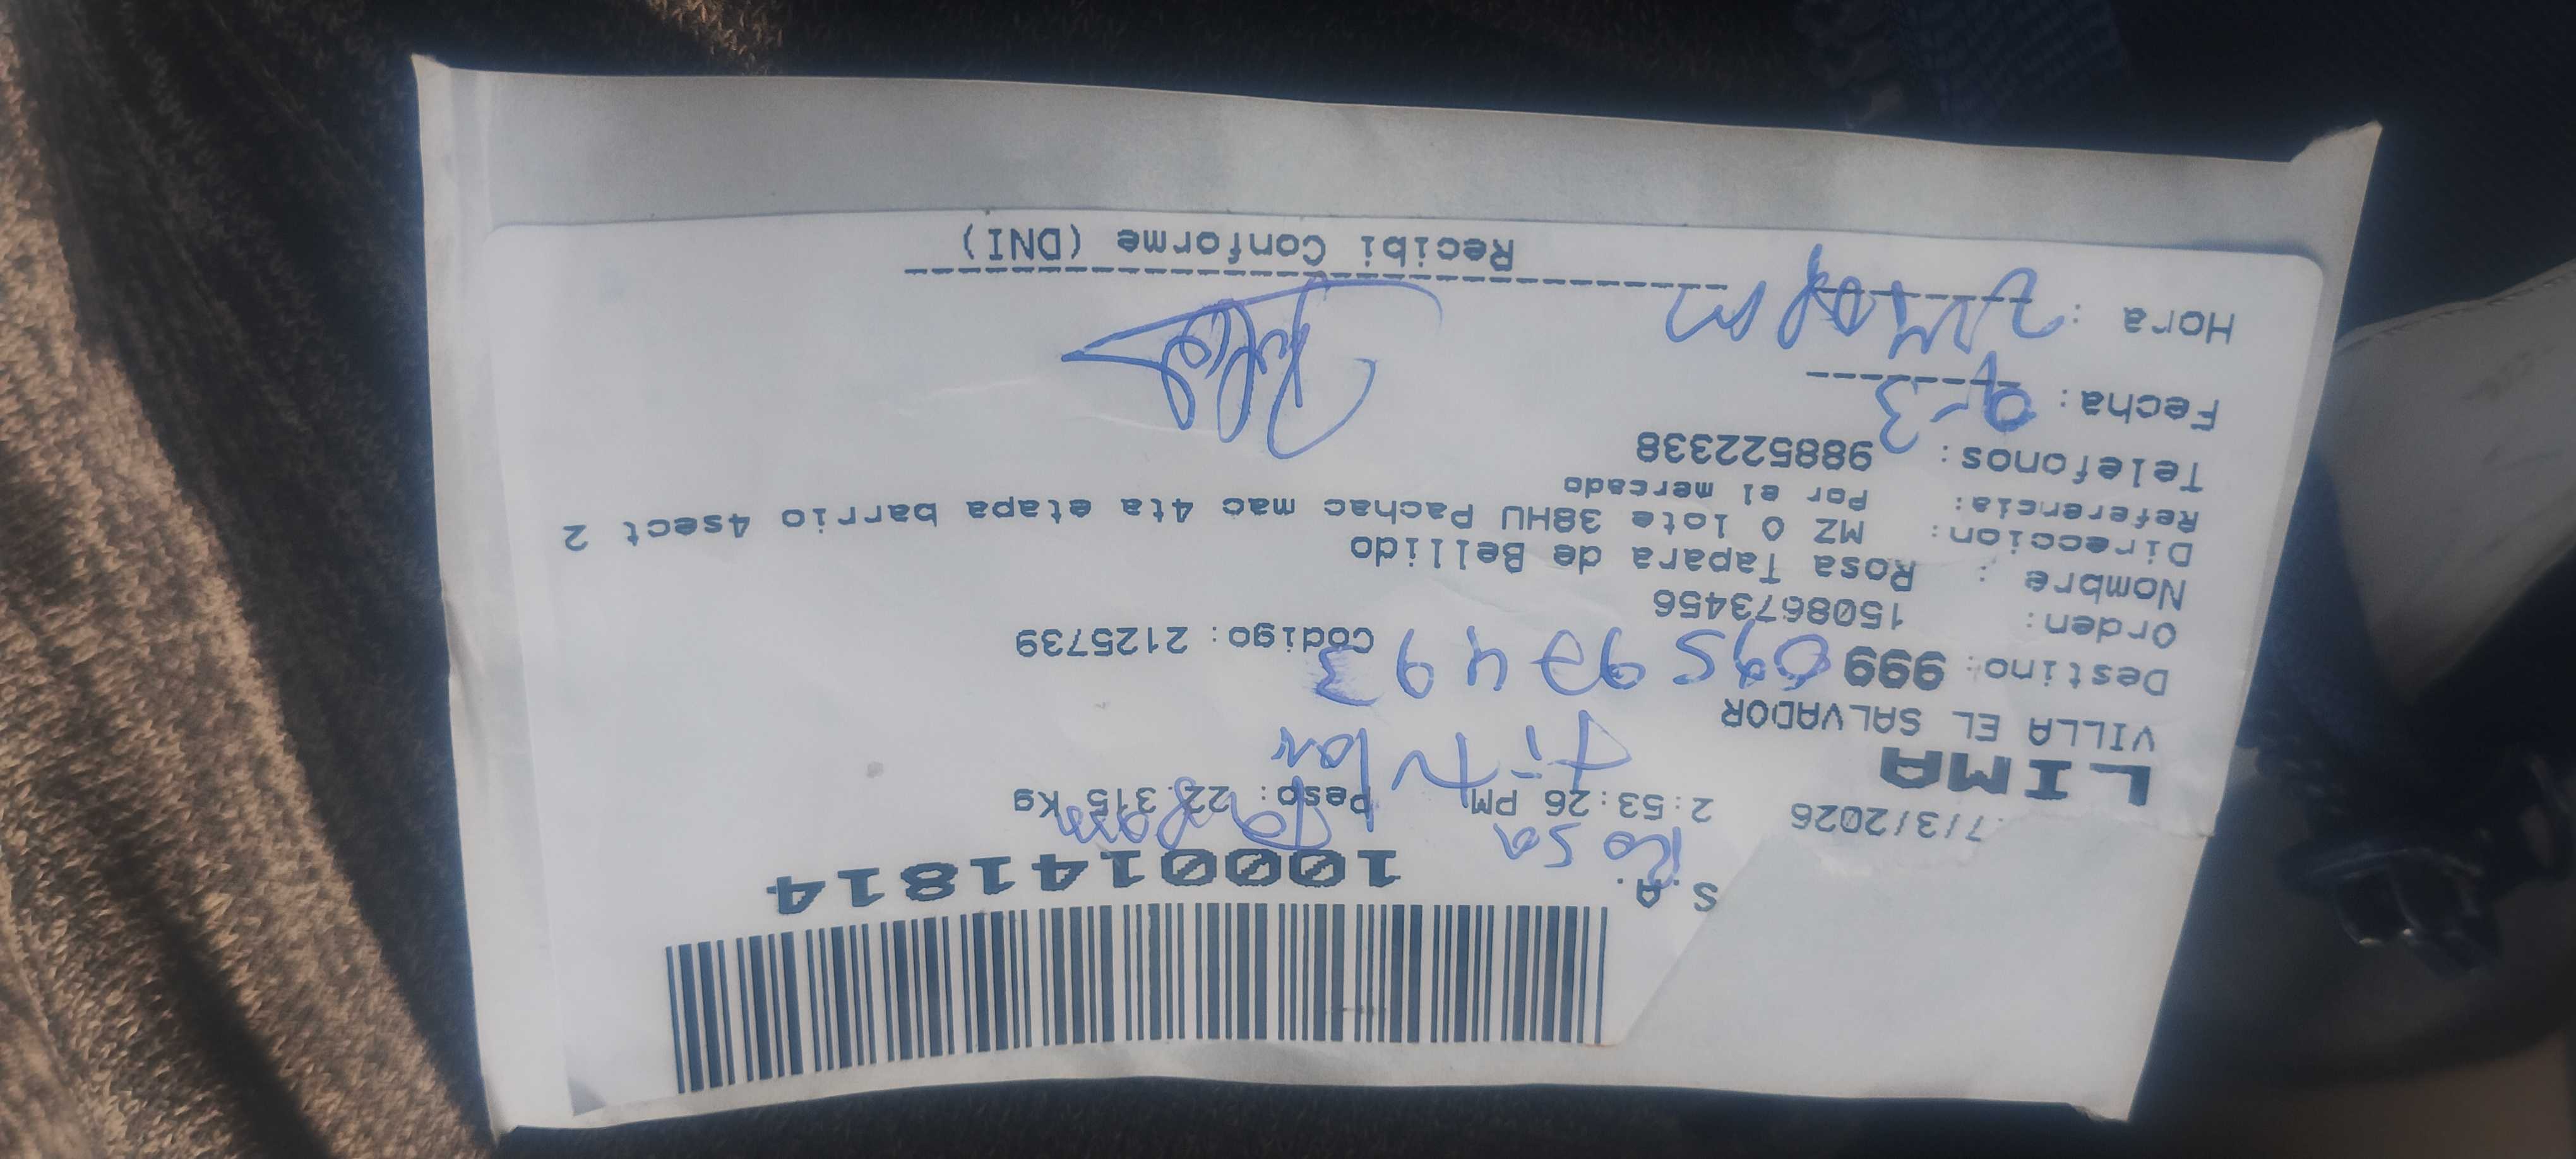 S.A.
1000141814
Rosa Tapara
7/3/2026 2:53:26 PM Peso: 22.315 Kg
LIMA
Titular
VILLA EL SALVADOR
Destino: 999 Codigo: 2125739
Orden: 1508673456
Nombre : Rosa Tapara de Bellido
Direccion: MZ O lote 38HU Pachac mac 4ta etapa barrio 4sect 2
Referencia: Por el mercado
Telefonos: 988522338
Fecha: 9-3
Hora :
Recibi Conforme (DNI)